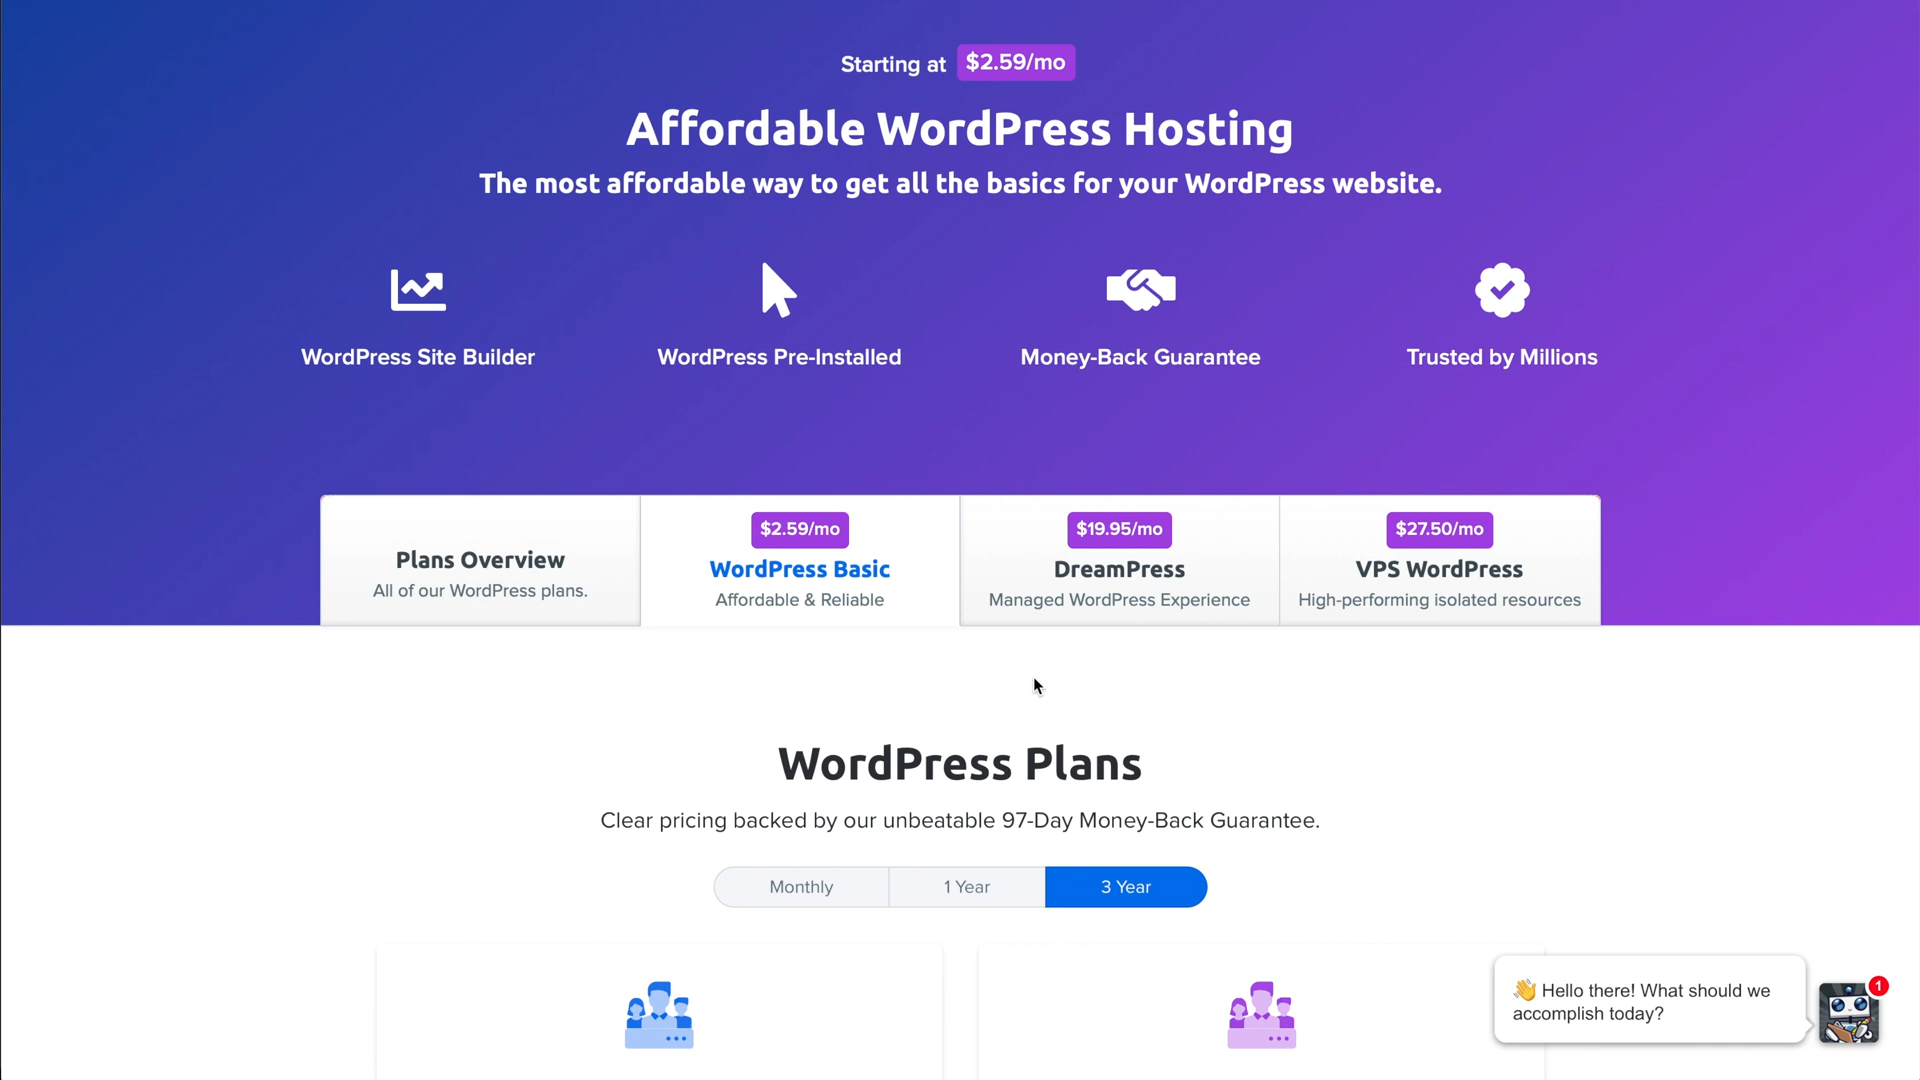 Starting at $2.59/mo
Affordable WordPress Hosting
The most affordable way to get all the basics for your WordPress website.
WordPress Site Builder
WordPress Pre-Installed
Money-Back Guarantee
Trusted by Millions
Plans Overview
All of our WordPress plans.
$2.59/mo
WordPress Basic
Affordable & Reliable
$19.95/mo
DreamPress
Managed WordPress Experience
$27.50/mo
VPS WordPress
High-performing isolated resources
WordPress Plans
Clear pricing backed by our unbeatable 97-Day Money-Back Guarantee.
Monthly
1 Year
3 Year
👋 Hello there! What should we
accomplish today?
1